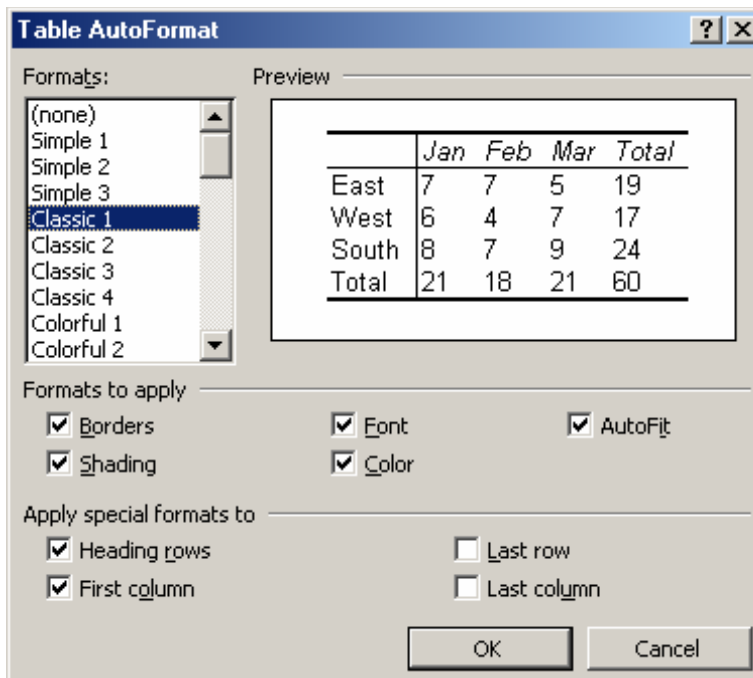 Table AutoFormat
Formats:
(none)
Simple 1
Simple 2
Simple 3
Classic 1
Classic 2
Classic 3
Classic 4
Colorful 1
Colorful 2
Preview
Jan Feb Mar Total
East 7 7 5 19
West 6 4 7 17
South 8 7 9 24
Total 21 18 21 60
Formats to apply
Borders Font AutoFit
Shading Color
Apply special formats to
Heading rows Last row
First column Last column
OK Cancel